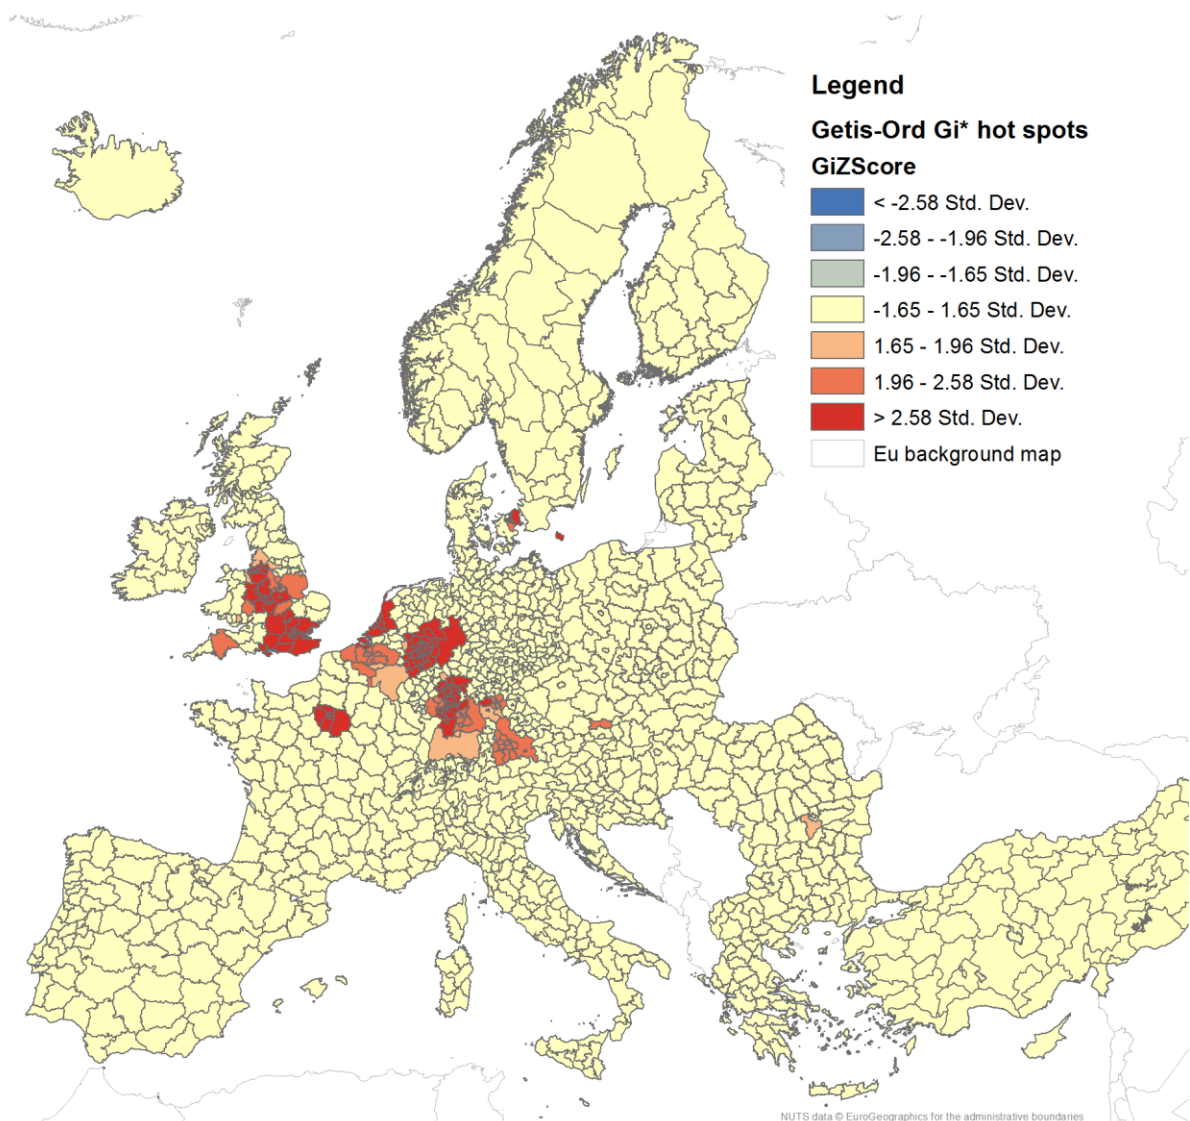 Legend
Getis-Ord Gi* hot spots
GiZScore
< -2.58 Std. Dev.
-2.58 - -1.96 Std. Dev.
-1.96 - -1.65 Std. Dev.
-1.65 - 1.65 Std. Dev.
1.65 - 1.96 Std. Dev.
1.96 - 2.58 Std. Dev.
> 2.58 Std. Dev.
Eu background map
NUTS data © EuroGeographics for the administrative boundaries